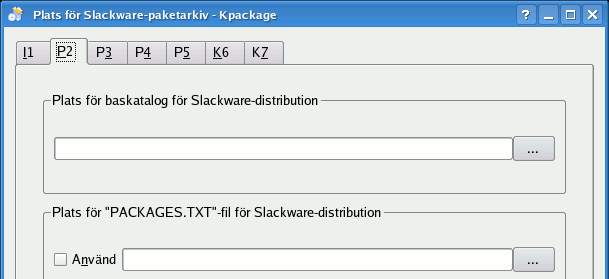 Plats för Slackware-paketarkiv - Kpackage
I1 P2 P3 P4 P5 K6 K7
Plats för baskatalog för Slackware-distribution
...
Plats för "PACKAGES.TXT"-fil för Slackware-distribution
Använd ...